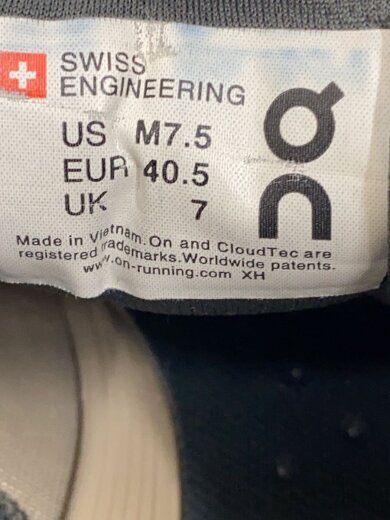 SWISS
ENGINEERING
US M7.5
EUR 40.5
UK 7
Made in Vietnam. On and CloudTec are
registered trademarks. Worldwide patents.
www.on-running.com XH
On